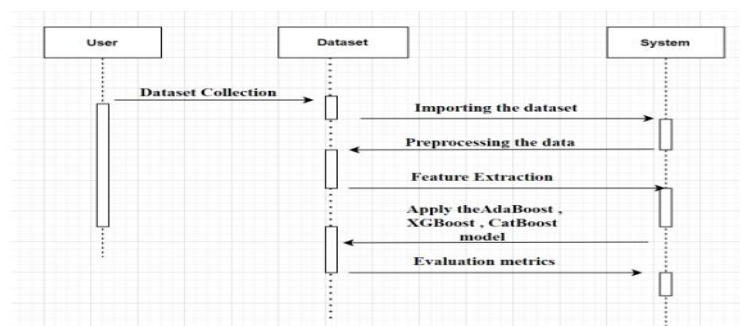 User
Dataset
System
Dataset Collection
Importing the dataset
Preprocessing the data
Feature Extraction
Apply theAdaBoost ,
XGBoost , CatBoost
model
Evaluation metrics